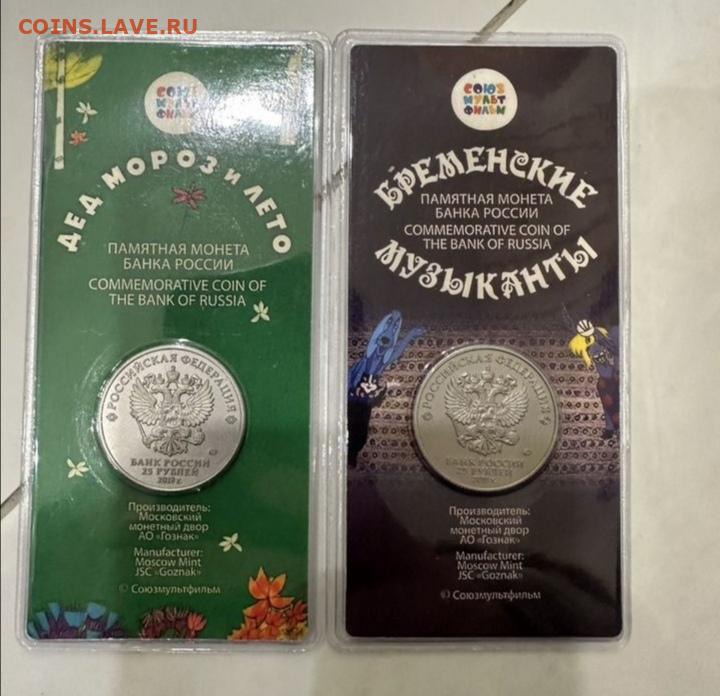 COINS.LAVE.RU
СОЮЗ
МУЛЬТ
ФИЛЬМ
ДЕД МОРОЗ И ЛЕТО
ПАМЯТНАЯ МОНЕТА
БАНКА РОССИИ
COMMEMORATIVE COIN OF
THE BANK OF RUSSIA
РОССИЙСКАЯ ФЕДЕРАЦИЯ
БАНК РОССИИ
25 РУБЛЕЙ
2019 г.
Производитель:
Московский
монетный двор
АО «Гознак»
Manufacturer:
Moscow Mint
JSC «Goznak»
© Союзмультфильм
СОЮЗ
МУЛЬТ
ФИЛЬМ
БРЕМЕНСКИЕ
ПАМЯТНАЯ МОНЕТА
БАНКА РОССИИ
COMMEMORATIVE COIN OF
THE BANK OF RUSSIA
МУЗЫКАНТЫ
РОССИЙСКАЯ ФЕДЕРАЦИЯ
БАНК РОССИИ
25 РУБЛЕЙ
Производитель:
Московский
монетный двор
АО «Гознак»
Manufacturer:
Moscow Mint
JSC «Goznak»
© Союзмультфильм